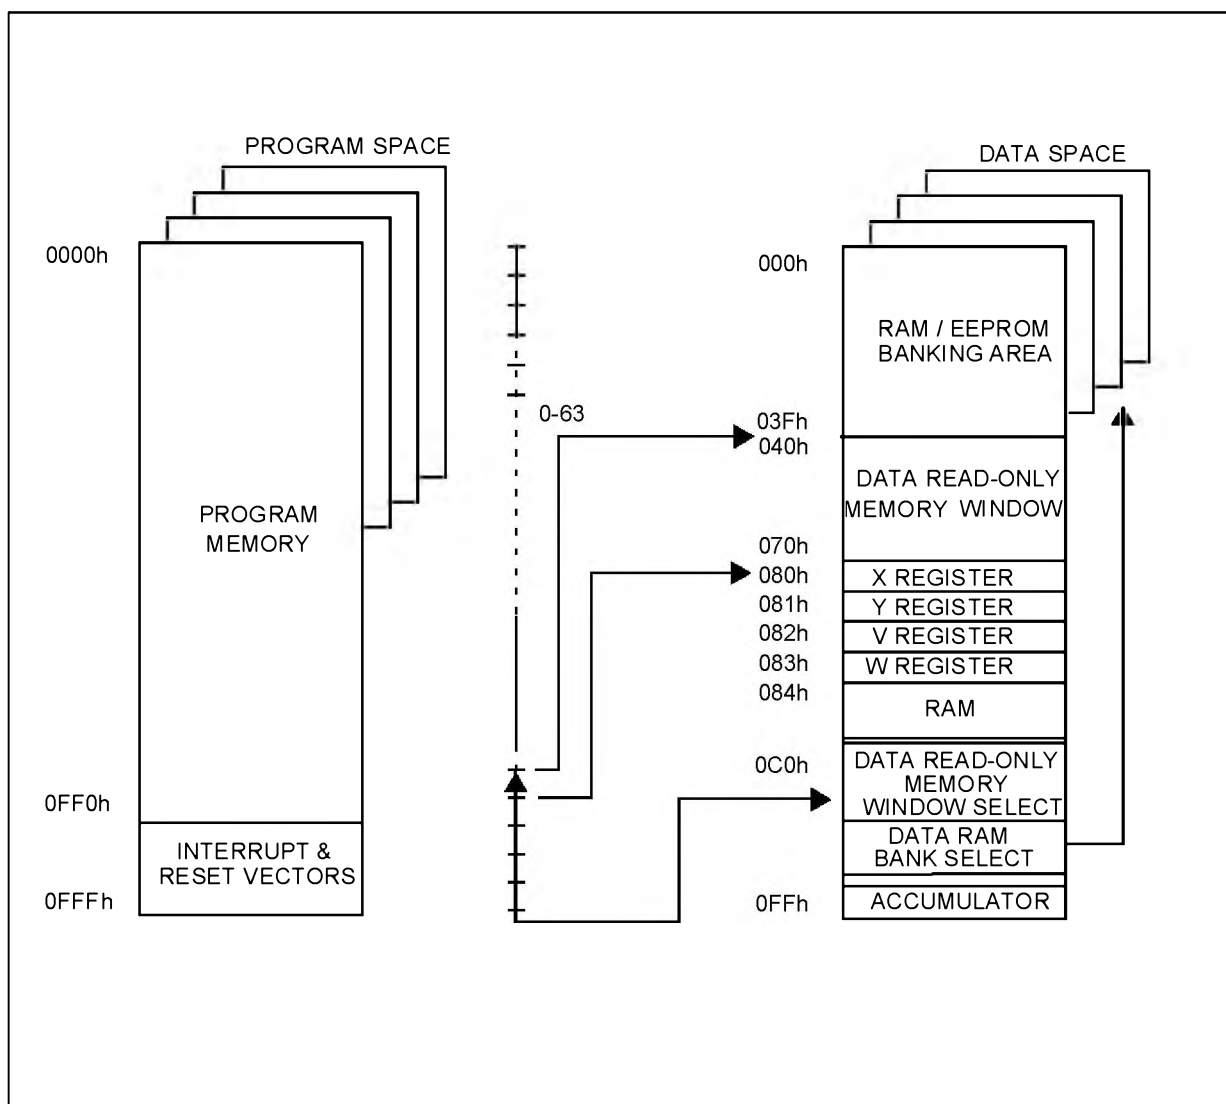 PROGRAM SPACE
0000h
PROGRAM
MEMORY
0FF0h
INTERRUPT &
RESET VECTORS
0FFFh
0-63
DATA SPACE
000h
RAM / EEPROM
BANKING AREA
03Fh
040h
DATA READ-ONLY
MEMORY WINDOW
070h
080h
X REGISTER
081h
Y REGISTER
082h
V REGISTER
083h
W REGISTER
084h
RAM
0C0h
DATA READ-ONLY
MEMORY
WINDOW SELECT
DATA RAM
BANK SELECT
0FFh
ACCUMULATOR